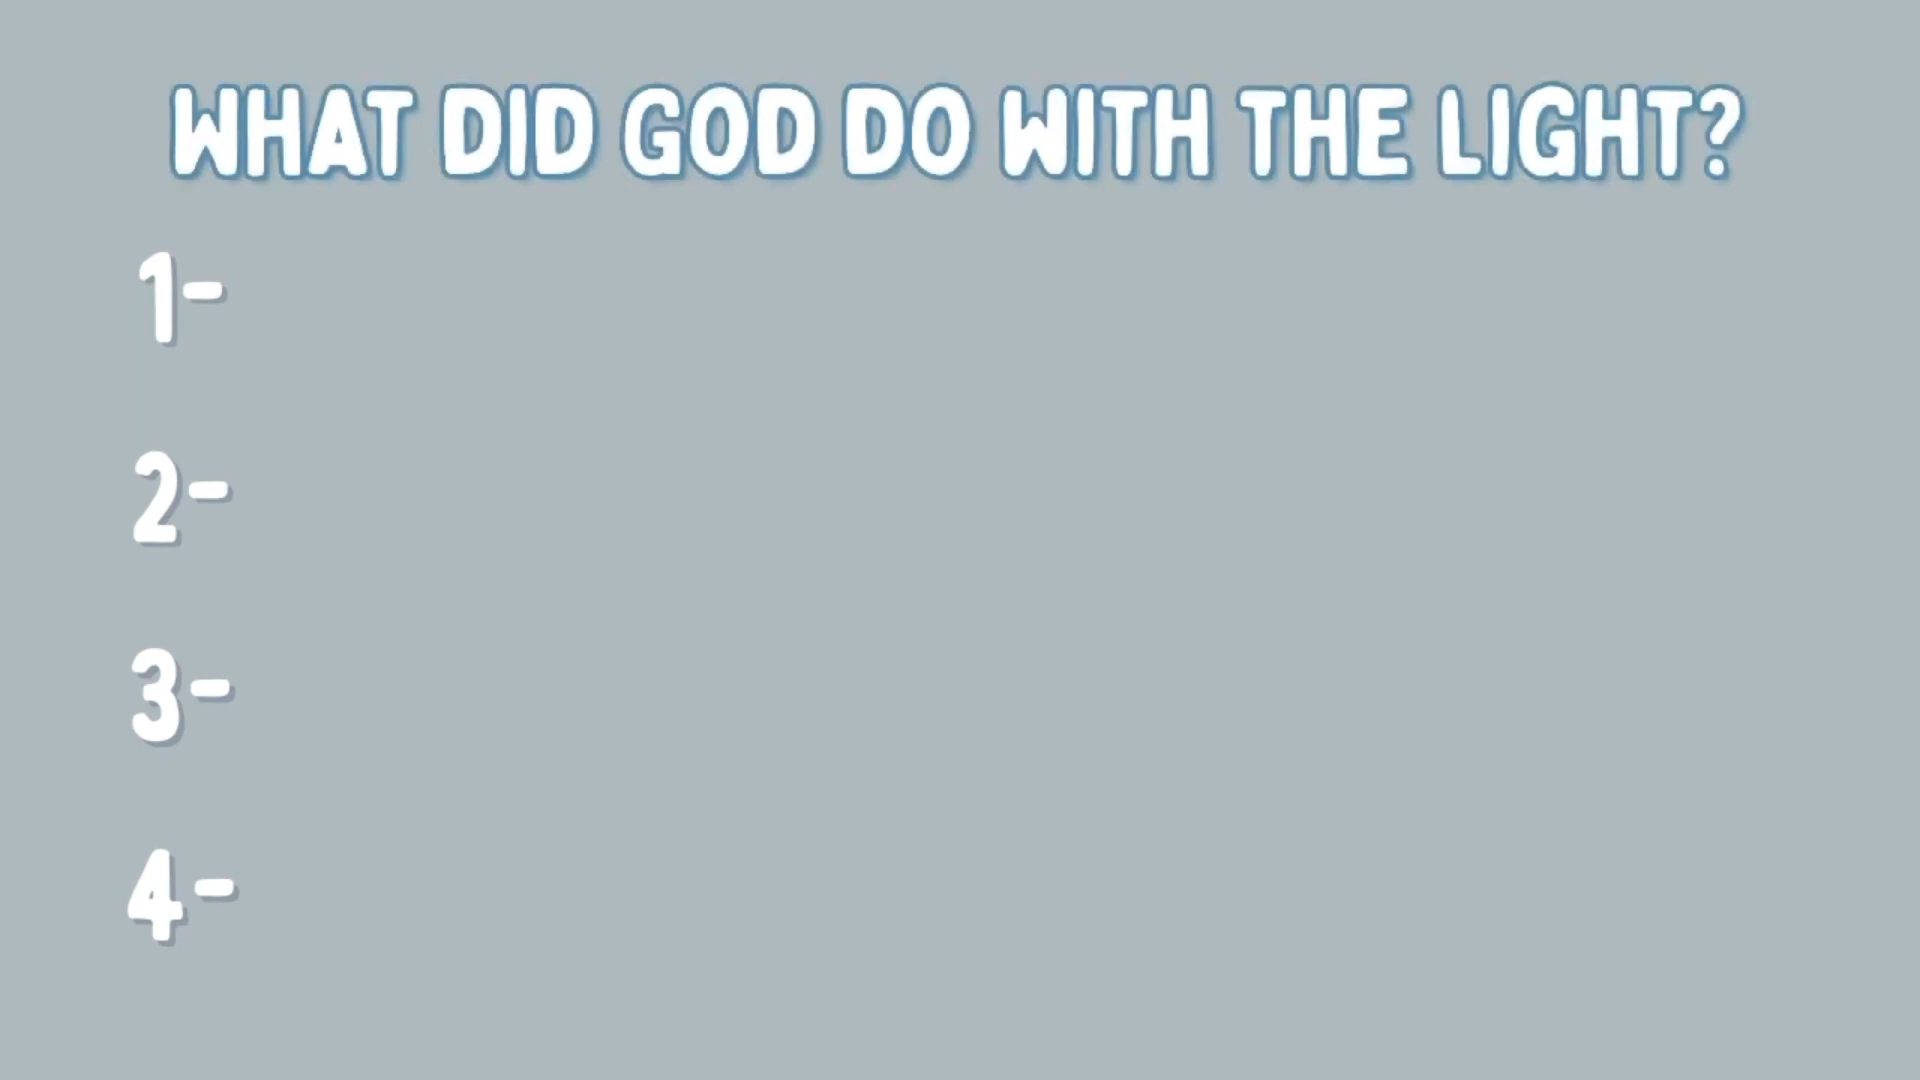 WHAT DID GOD DO WITH THE LIGHT?
1-
2-
3-
4-